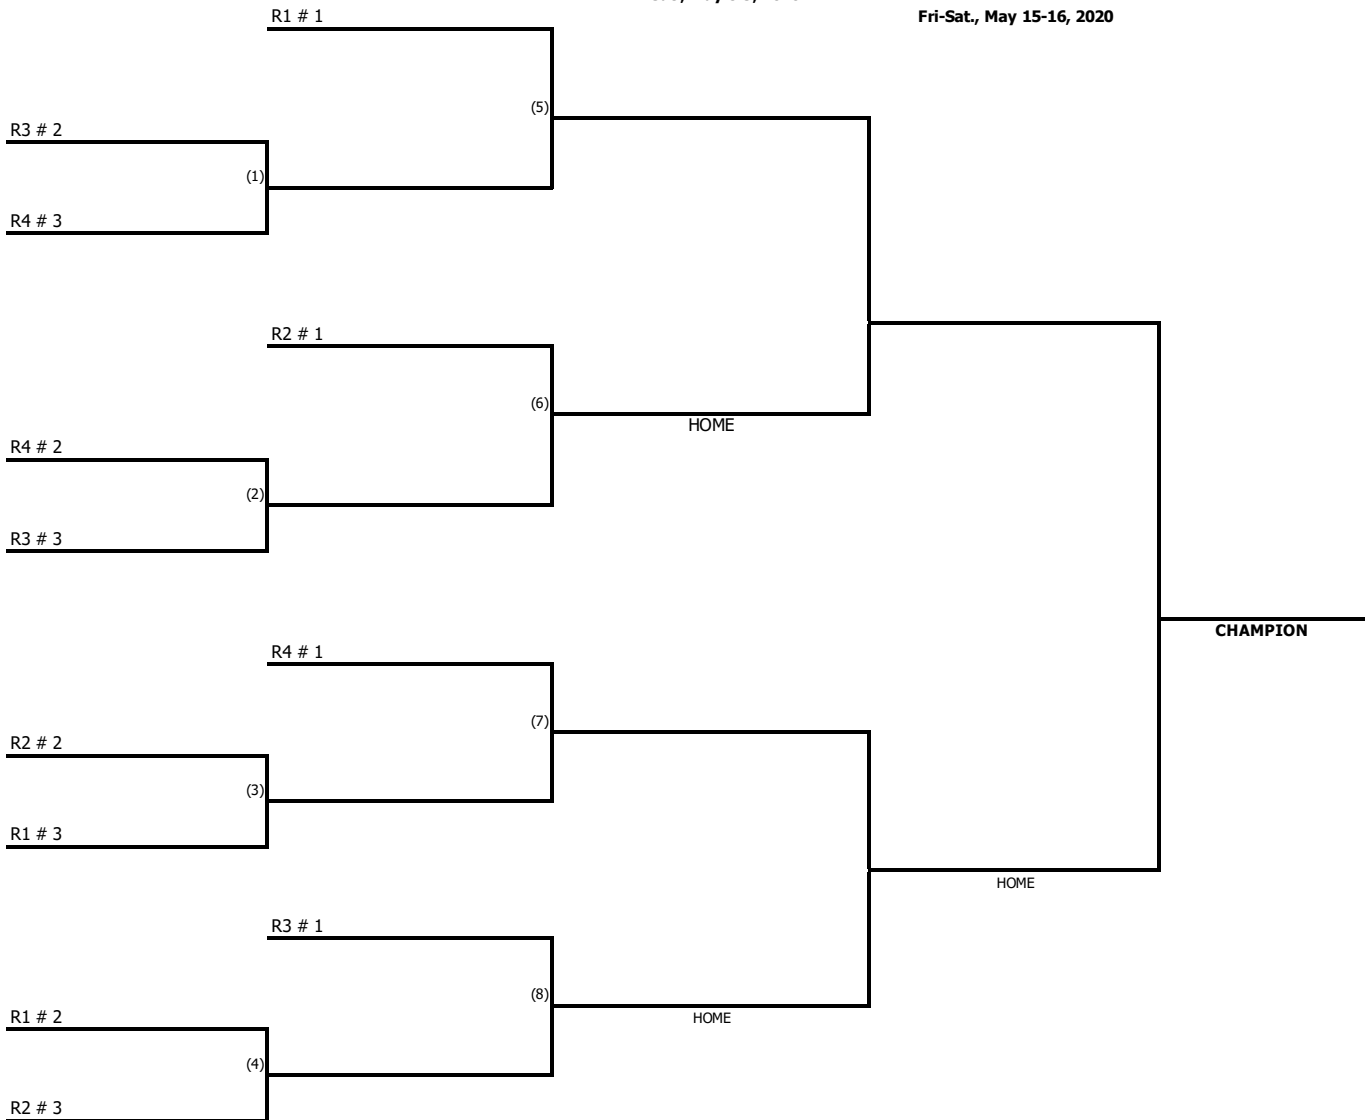 R1 # 1
Fri-Sat., May 15-16, 2020
(5)
R3 # 2
(1)
R4 # 3
R2 # 1
(6)
HOME
R4 # 2
(2)
R3 # 3
CHAMPION
R4 # 1
(7)
R2 # 2
(3)
R1 # 3
HOME
R3 # 1
(8)
HOME
R1 # 2
(4)
R2 # 3